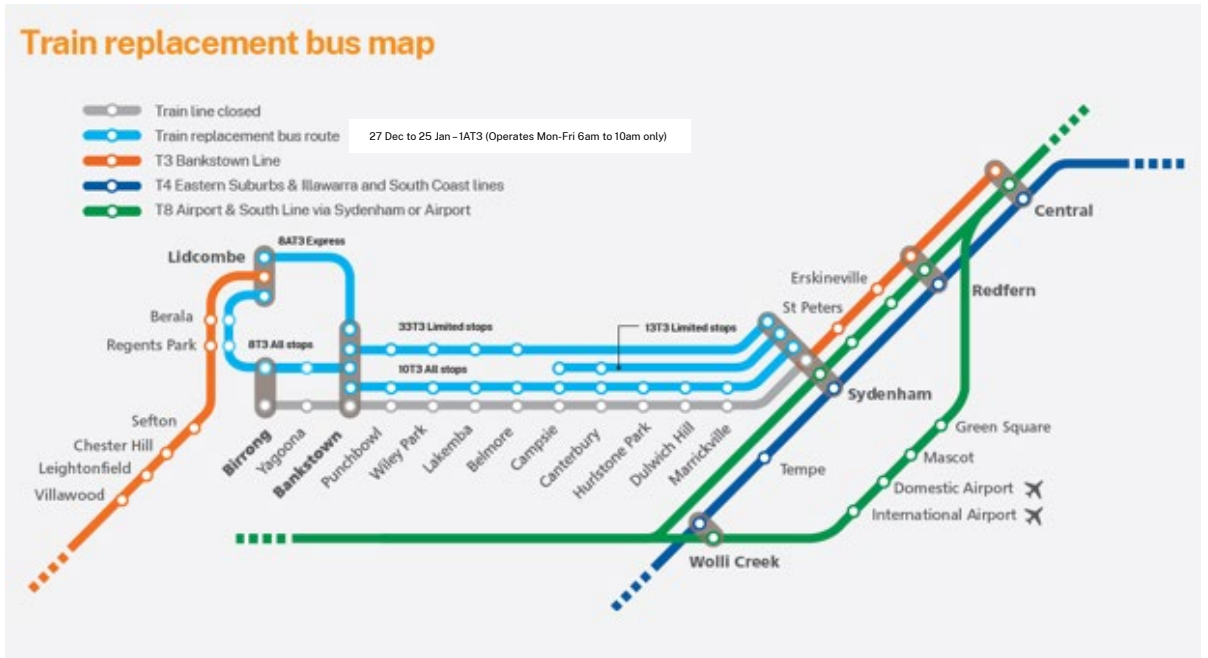 Train replacement bus map
Train line closed
Train replacement bus route
27 Dec to 25 Jan – 1AT3 (Operates Mon-Fri 6am to 10am only)
T3 Bankstown Line
T4 Eastern Suburbs & Illawarra and South Coast lines
T8 Airport & South Line via Sydenham or Airport
Central
8AT3 Express
Lidcombe
Erskineville
Redfern
St Peters
Berala
33T3 Limited stops
13T3 Limited stops
Regents Park
8T3 All stops
10T3 All stops
Sydenham
Sefton
Chester Hill
Leightonfield
Villawood
Birrong
Yagoona
Bankstown
Punchbowl
Wiley Park
Lakemba
Belmore
Campsie
Canterbury
Hurlstone Park
Dulwich Hill
Marrickville
Green Square
Mascot
Tempe
Domestic Airport
International Airport
Wolli Creek